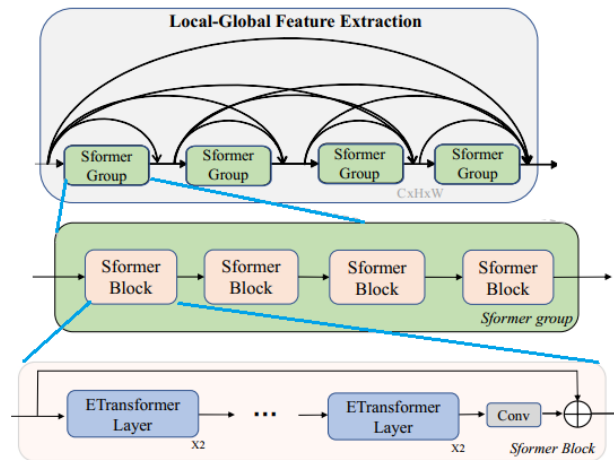 Local-Global Feature Extraction
Sformer
Group
Sformer
Group
Sformer
Group
Sformer
Group
CxHxW
Sformer
Block
Sformer
Block
Sformer
Block
Sformer
Block
Sformer group
ETransformer
Layer
X2
...
ETransformer
Layer
X2
Conv
Sformer Block